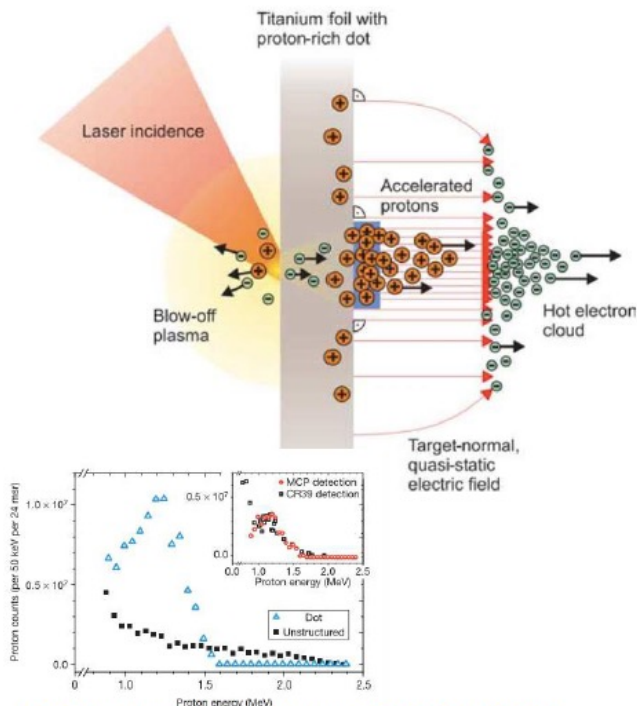 Titanium foil with
proton-rich dot
Laser incidence
Accelerated
protons
Blow-off
plasma
Hot electron
cloud
Target-normal,
quasi-static
electric field
Proton counts (per 50 keV per 24 msr)
1.0 × 10⁷
0.5 × 10⁷
0.0
0
1.0
1.5
2.0
2.5
Proton energy (MeV)
Dot
Unstructured
0.5 × 10⁷
0.0
0.0
1.0
1.5
2.0
2.5
Proton energy (MeV)
MCP detection
CR39 detection